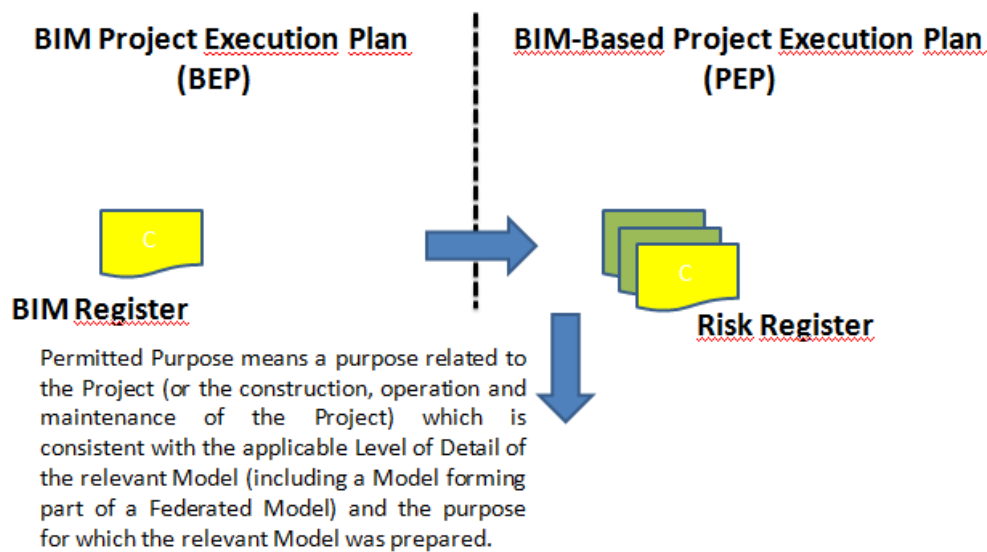 BIM Project Execution Plan
(BEP)
BIM-Based Project Execution Plan
(PEP)
C
BIM Register
C
Risk Register
Permitted Purpose means a purpose related to
the Project (or the construction, operation and
maintenance of the Project) which is
consistent with the applicable Level of Detail of
the relevant Model (including a Model forming
part of a Federated Model) and the purpose
for which the relevant Model was prepared.